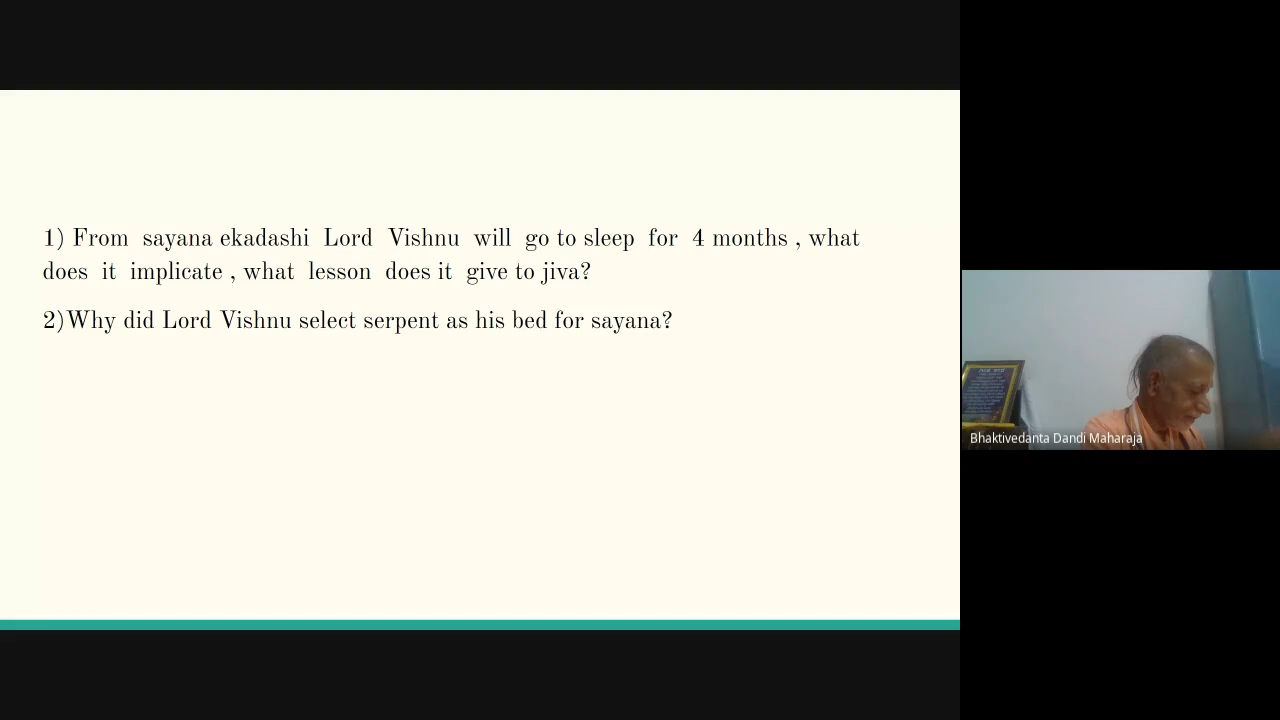 1) From sayana ekadashi Lord Vishnu will go to sleep for 4 months , what
does it implicate , what lesson does it give to jiva?
2)Why did Lord Vishnu select serpent as his bed for sayana?
Bhaktivedanta Dandi Maharaja